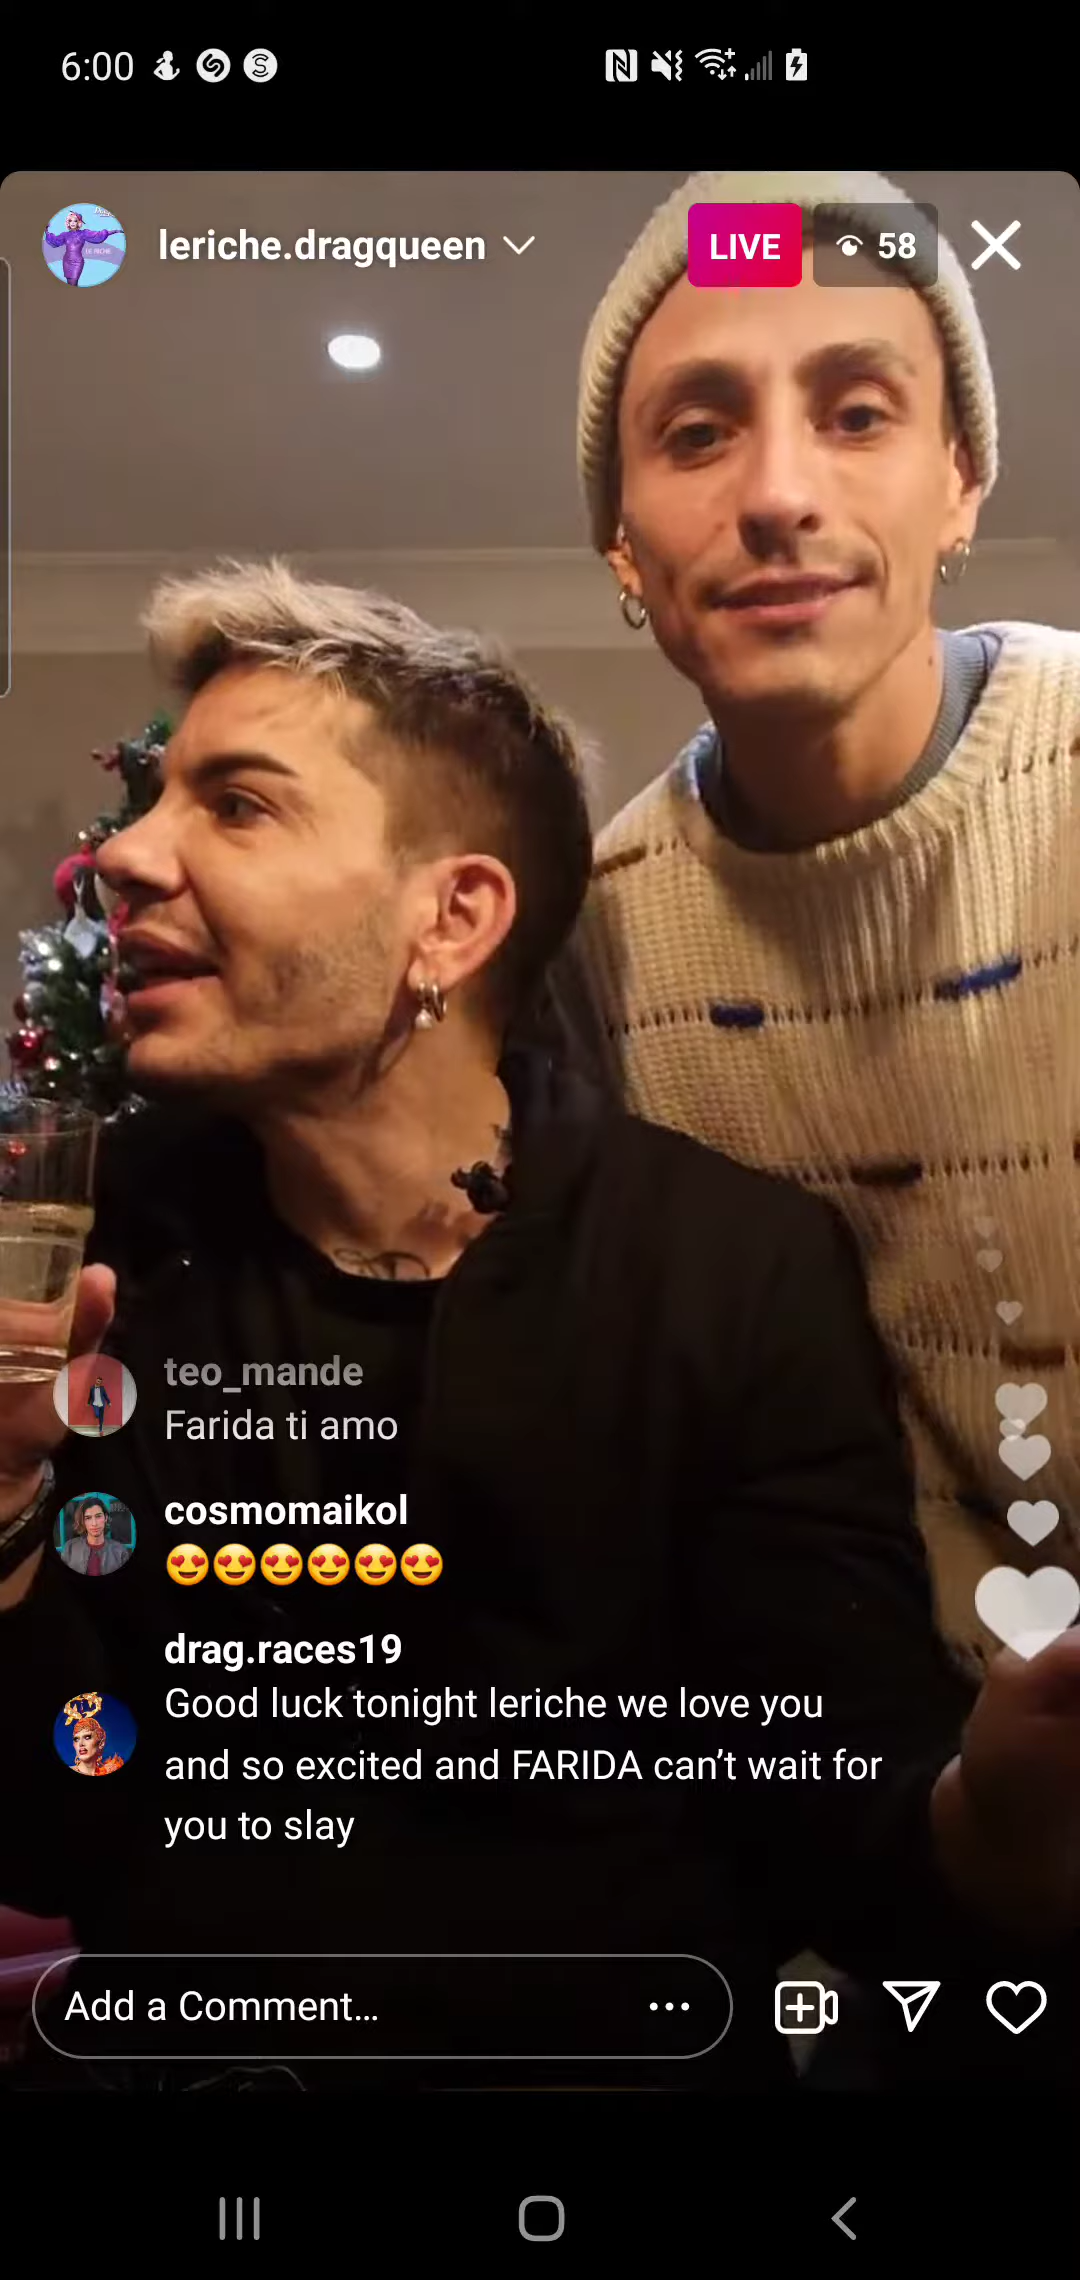 6:00
leriche.dragqueen
LIVE
58
teo_mande
Farida ti amo
cosmomaikol
😍😍😍😍😍😍
drag.races19
Good luck tonight leriche we love you
and so excited and FARIDA can't wait for
you to slay
Add a Comment...